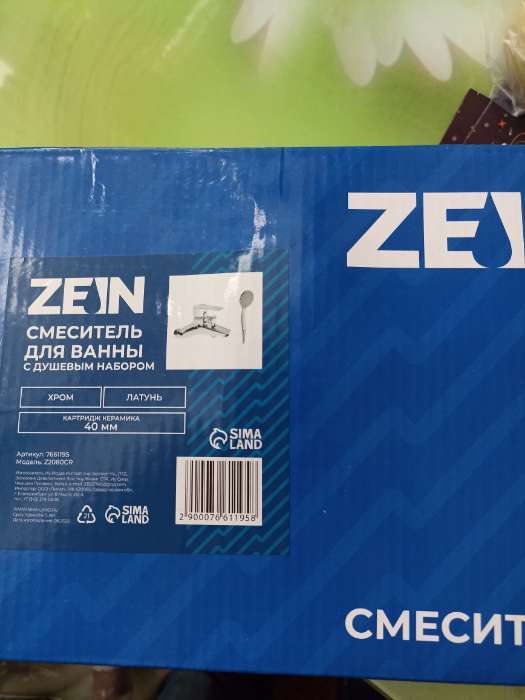 ZEIN
ZEIN
СМЕСИТЕЛЬ
ДЛЯ ВАННЫ
С ДУШЕВЫМ НАБОРОМ
ХРОМ
ЛАТУНЬ
КАРТРИДЖ КЕРАМИКА
40 мм
SIMA
LAND
Артикул: 7661195
Модель: Z2080CR
21
SIMA
LAND
2 900076 611958
СМЕСИТ